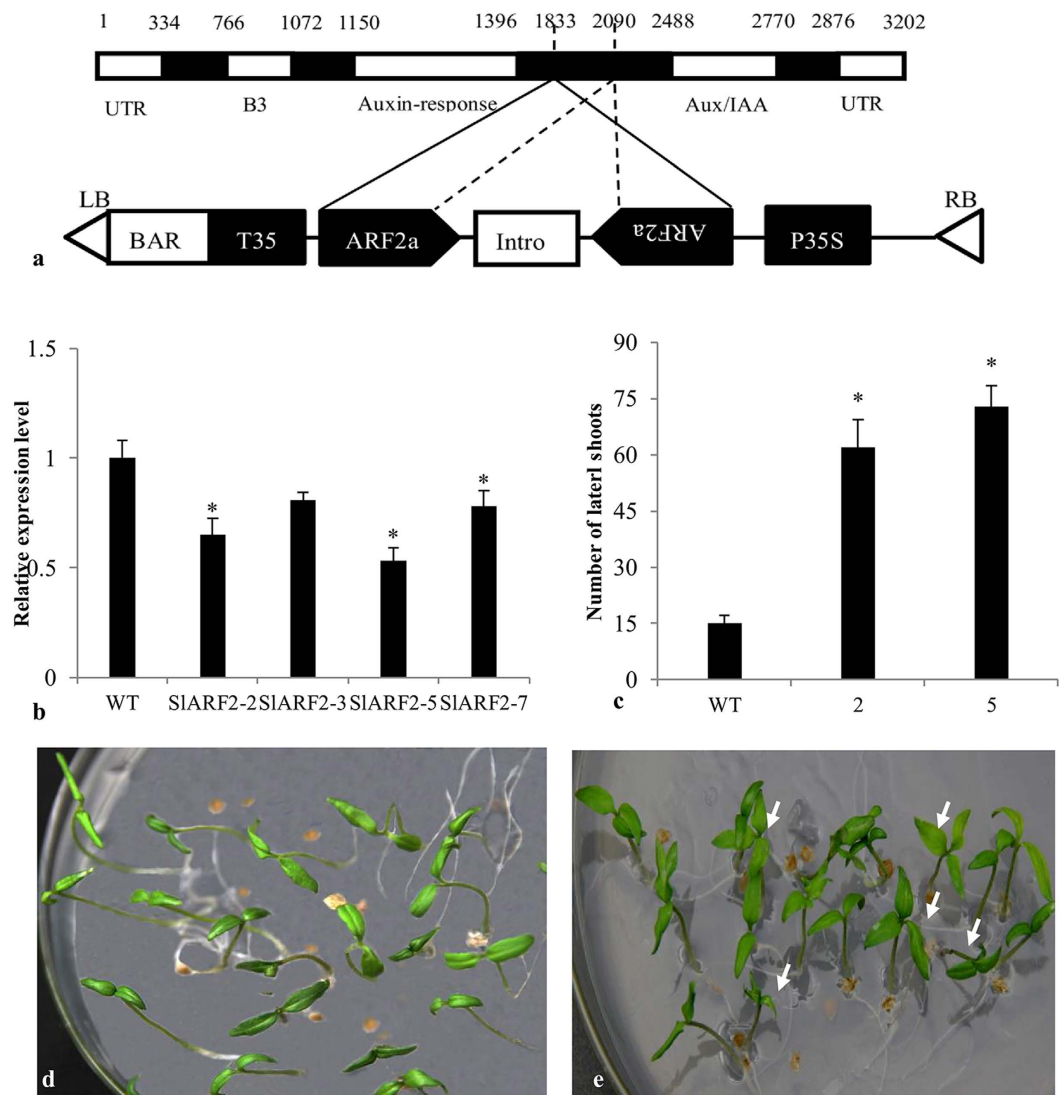 1 334 766 1072 1150 1396 1833 2090 2488 2770 2876 3202
UTR B3 Auxin-response Aux/IAA UTR
LB RB
BAR T35 ARF2a Intro ARF2a P35S
a
Relative expression level
1.5
1
0.5
0
WT SlARF2-2 SlARF2-3 SlARF2-5 SlARF2-7
* * *
b
Number of laterl shoots
90
75
60
45
30
15
0
WT 2 5
* *
c
d
e